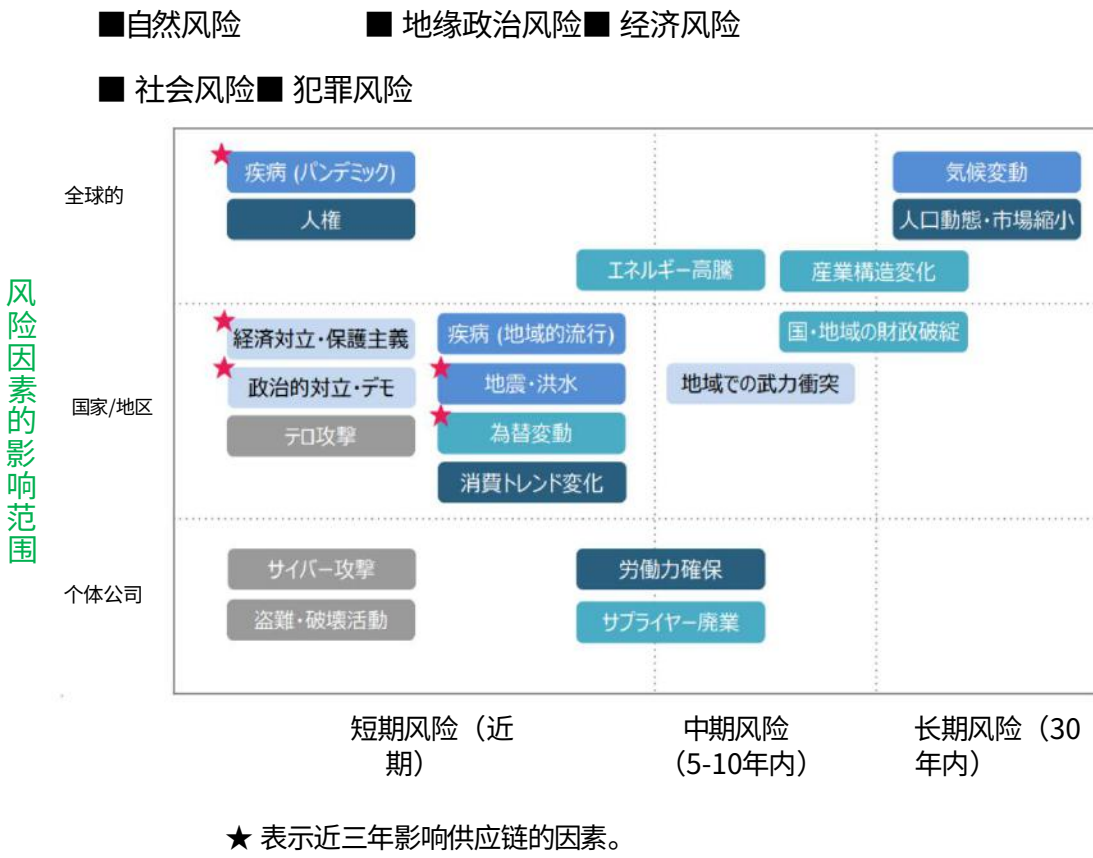 ■自然风险 ■ 地缘政治风险■ 经济风险
■ 社会风险■ 犯罪风险
风险因素的影响范围
全球的
★ 疾病 (パンデミック)
人権
気候変動
人口動態・市場縮小
エネルギー高騰
産業構造変化
国家/地区
★ 経済対立・保護主義
疾病 (地域的流行)
国・地域の財政破綻
★ 政治的対立・デモ
★ 地震・洪水
地域での武力衝突
テロ攻撃
★ 為替変動
消費トレンド変化
个体公司
サイバー攻撃
労働力確保
盗難・破壊活動
サプライヤー廃業
短期风险（近
期）
中期风险
（5-10年内）
长期风险（30
年内）
★ 表示近三年影响供应链的因素。